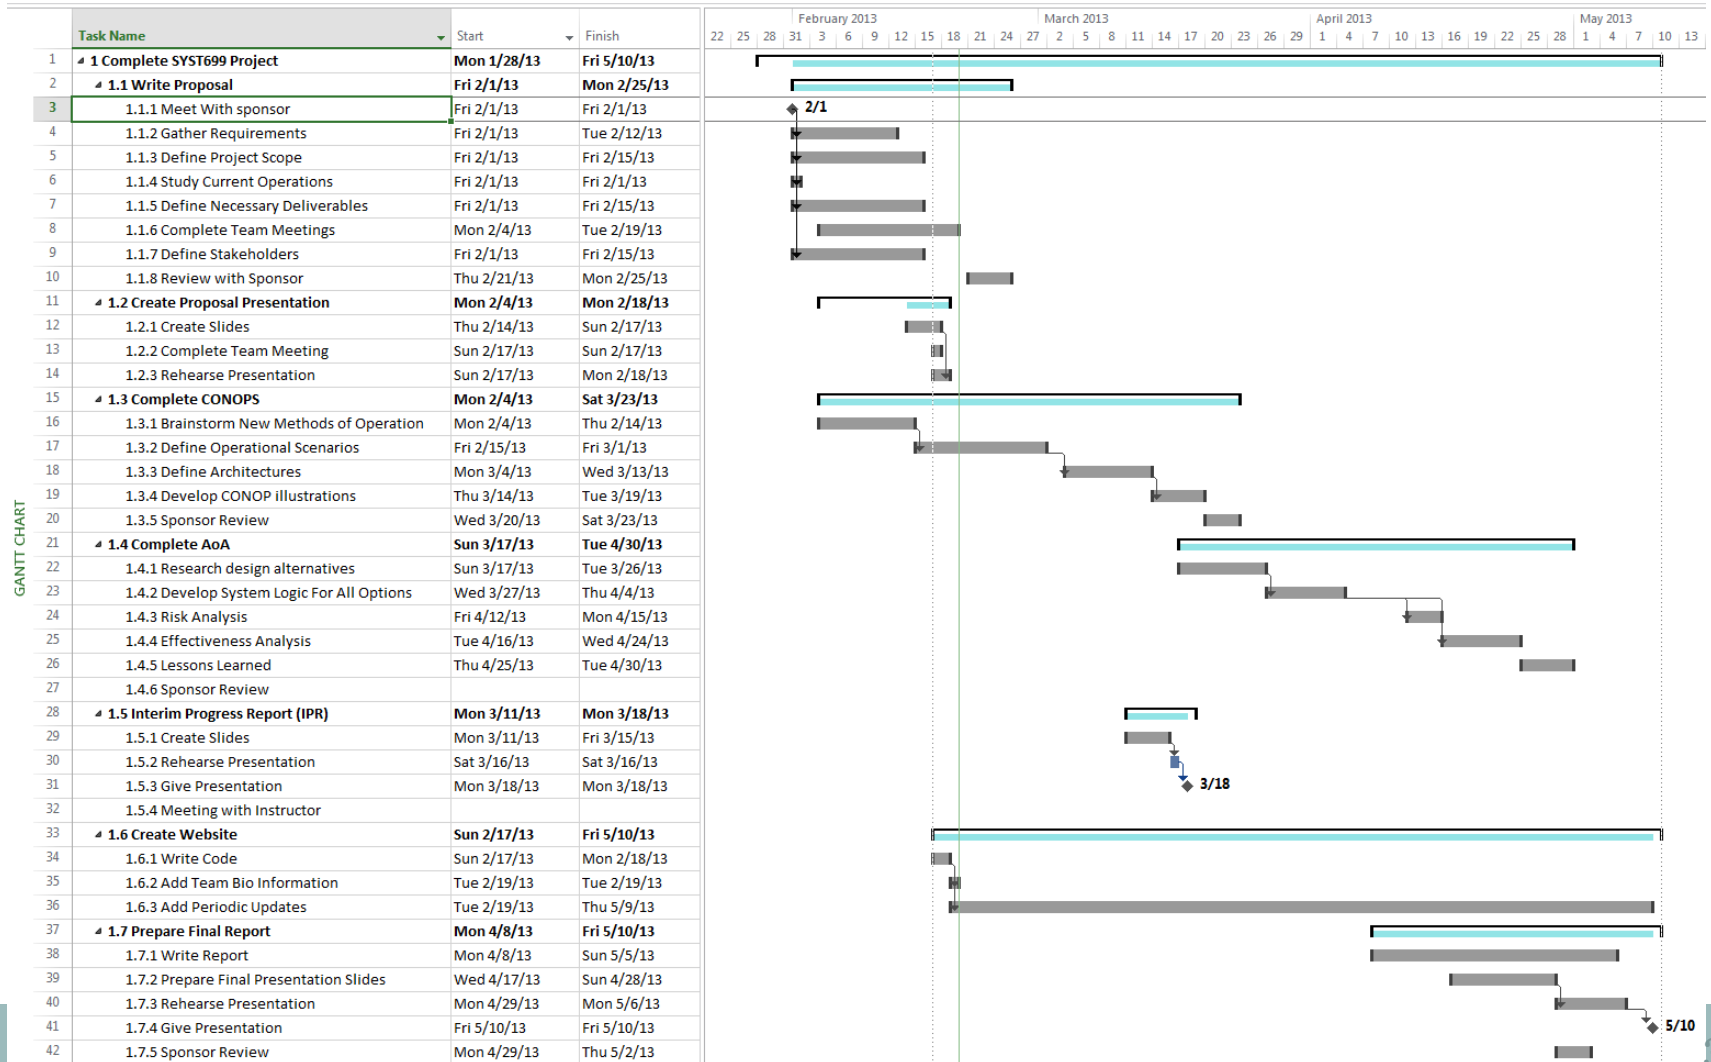 February 2013 March 2013 April 2013 May 2013
Task Name Start Finish 22 25 28 31 3 6 9 12 15 18 21 24 27 2 5 8 11 14 17 20 23 26 29 1 4 7 10 13 16 19 22 25 28 1 4 7 10 13
1 1 Complete SYST699 Project Mon 1/28/13 Fri 5/10/13
2 1.1 Write Proposal Fri 2/1/13 Mon 2/25/13
3 1.1.1 Meet With sponsor Fri 2/1/13 Fri 2/1/13 2/1
4 1.1.2 Gather Requirements Fri 2/1/13 Tue 2/12/13
5 1.1.3 Define Project Scope Fri 2/1/13 Fri 2/15/13
6 1.1.4 Study Current Operations Fri 2/1/13 Fri 2/1/13
7 1.1.5 Define Necessary Deliverables Fri 2/1/13 Fri 2/15/13
8 1.1.6 Complete Team Meetings Mon 2/4/13 Tue 2/19/13
9 1.1.7 Define Stakeholders Fri 2/1/13 Fri 2/15/13
10 1.1.8 Review with Sponsor Thu 2/21/13 Mon 2/25/13
11 1.2 Create Proposal Presentation Mon 2/4/13 Mon 2/18/13
12 1.2.1 Create Slides Thu 2/14/13 Sun 2/17/13
13 1.2.2 Complete Team Meeting Sun 2/17/13 Sun 2/17/13
14 1.2.3 Rehearse Presentation Sun 2/17/13 Mon 2/18/13
15 1.3 Complete CONOPS Mon 2/4/13 Sat 3/23/13
16 1.3.1 Brainstorm New Methods of Operation Mon 2/4/13 Thu 2/14/13
17 1.3.2 Define Operational Scenarios Fri 2/15/13 Fri 3/1/13
18 1.3.3 Define Architectures Mon 3/4/13 Wed 3/13/13
19 1.3.4 Develop CONOP illustrations Thu 3/14/13 Tue 3/19/13
20 1.3.5 Sponsor Review Wed 3/20/13 Sat 3/23/13
21 1.4 Complete AoA Sun 3/17/13 Tue 4/30/13
22 1.4.1 Research design alternatives Sun 3/17/13 Tue 3/26/13
23 1.4.2 Develop System Logic For All Options Wed 3/27/13 Thu 4/4/13
24 1.4.3 Risk Analysis Fri 4/12/13 Mon 4/15/13
25 1.4.4 Effectiveness Analysis Tue 4/16/13 Wed 4/24/13
26 1.4.5 Lessons Learned Thu 4/25/13 Tue 4/30/13
27 1.4.6 Sponsor Review
28 1.5 Interim Progress Report (IPR) Mon 3/11/13 Mon 3/18/13
29 1.5.1 Create Slides Mon 3/11/13 Fri 3/15/13
30 1.5.2 Rehearse Presentation Sat 3/16/13 Sat 3/16/13
31 1.5.3 Give Presentation Mon 3/18/13 Mon 3/18/13 3/18
32 1.5.4 Meeting with Instructor
33 1.6 Create Website Sun 2/17/13 Fri 5/10/13
34 1.6.1 Write Code Sun 2/17/13 Mon 2/18/13
35 1.6.2 Add Team Bio Information Tue 2/19/13 Tue 2/19/13
36 1.6.3 Add Periodic Updates Tue 2/19/13 Thu 5/9/13
37 1.7 Prepare Final Report Mon 4/8/13 Fri 5/10/13
38 1.7.1 Write Report Mon 4/8/13 Sun 5/5/13
39 1.7.2 Prepare Final Presentation Slides Wed 4/17/13 Sun 4/28/13
40 1.7.3 Rehearse Presentation Mon 4/29/13 Mon 5/6/13
41 1.7.4 Give Presentation Fri 5/10/13 Fri 5/10/13 5/10
42 1.7.5 Sponsor Review Mon 4/29/13 Thu 5/2/13
GANTT CHART